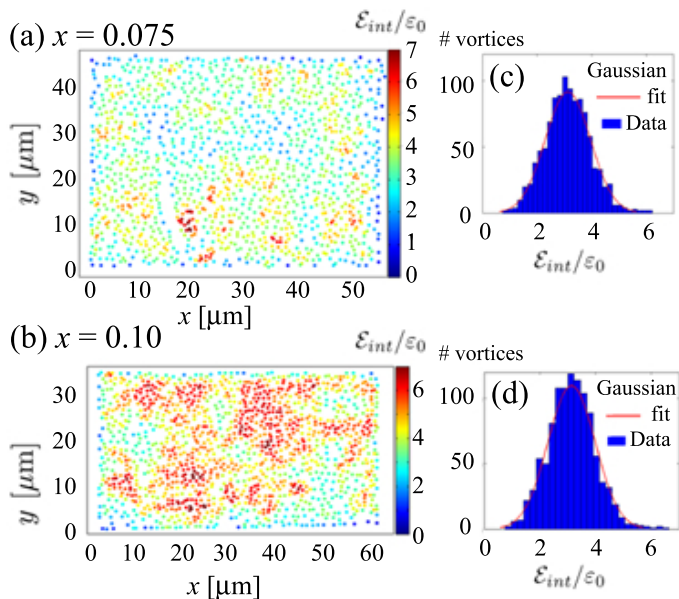 (a) x = 0.075
ℰint/ε0
# vortices
y [μm]
40
30
20
10
0
0 10 20 30 40 50
x [μm]
7
6
5
4
3
2
1
0
(c)
Gaussian
fit
Data
100
50
0
0 2 4 6
ℰint/ε0
(b) x = 0.10
ℰint/ε0
# vortices
y [μm]
30
20
10
0
0 10 20 30 40 50 60
x [μm]
6
4
2
0
(d)
Gaussian
fit
Data
100
50
0
0 2 4 6
ℰint/ε0